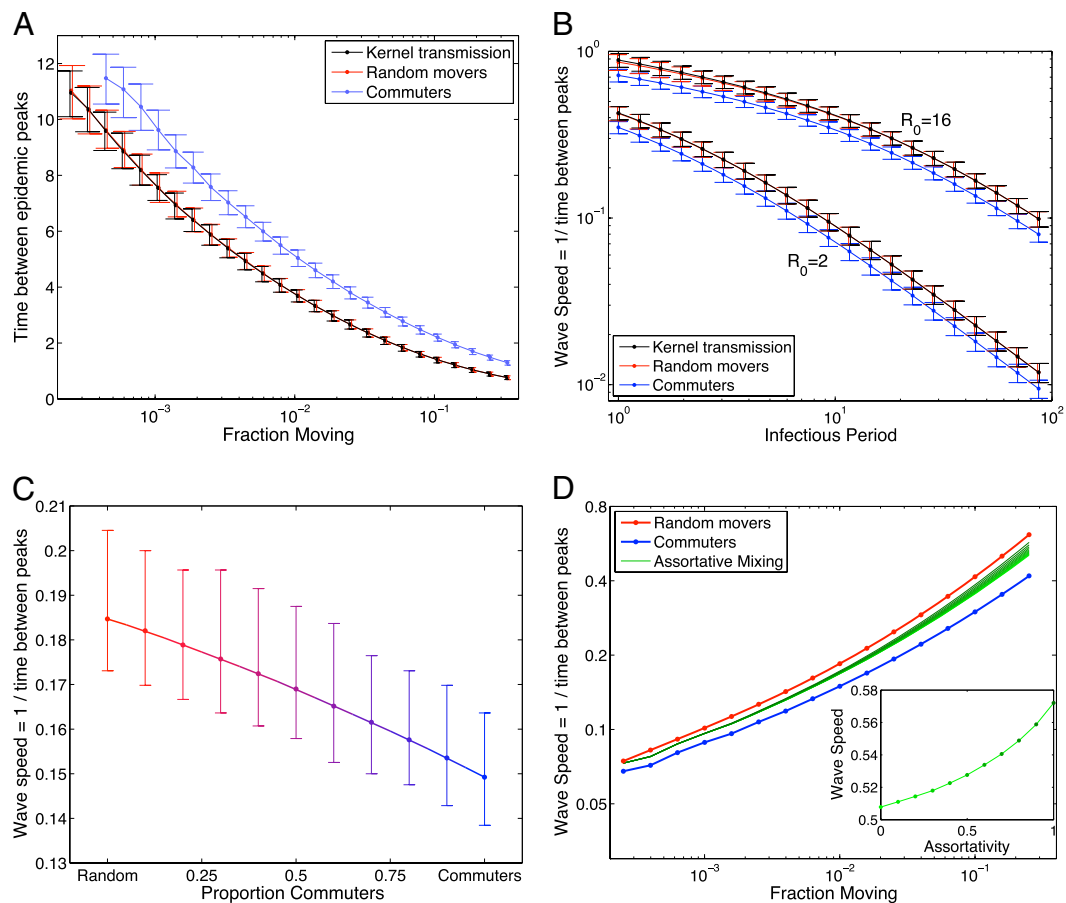 A
Time between epidemic peaks
12
10
8
6
4
2
0
10⁻³
10⁻²
10⁻¹
Fraction Moving
Kernel transmission
Random movers
Commuters
B
Wave Speed = 1/ time between peaks
10⁰
10⁻¹
10⁻²
10⁰
10¹
10²
Infectious Period
R₀=16
R₀=2
Kernel transmission
Random movers
Commuters
C
Wave speed = 1 / time between peaks
0.21
0.2
0.19
0.18
0.17
0.16
0.15
0.14
0.13
Random
0.25
0.5
0.75
Commuters
Proportion Commuters
D
Wave Speed = 1 / time between peaks
0.8
0.4
0.2
0.1
0.05
10⁻³
10⁻²
10⁻¹
Fraction Moving
Random movers
Commuters
Assortative Mixing
Wave Speed
0.58
0.56
0.54
0.52
0.5
0
0.5
1
Assortativity